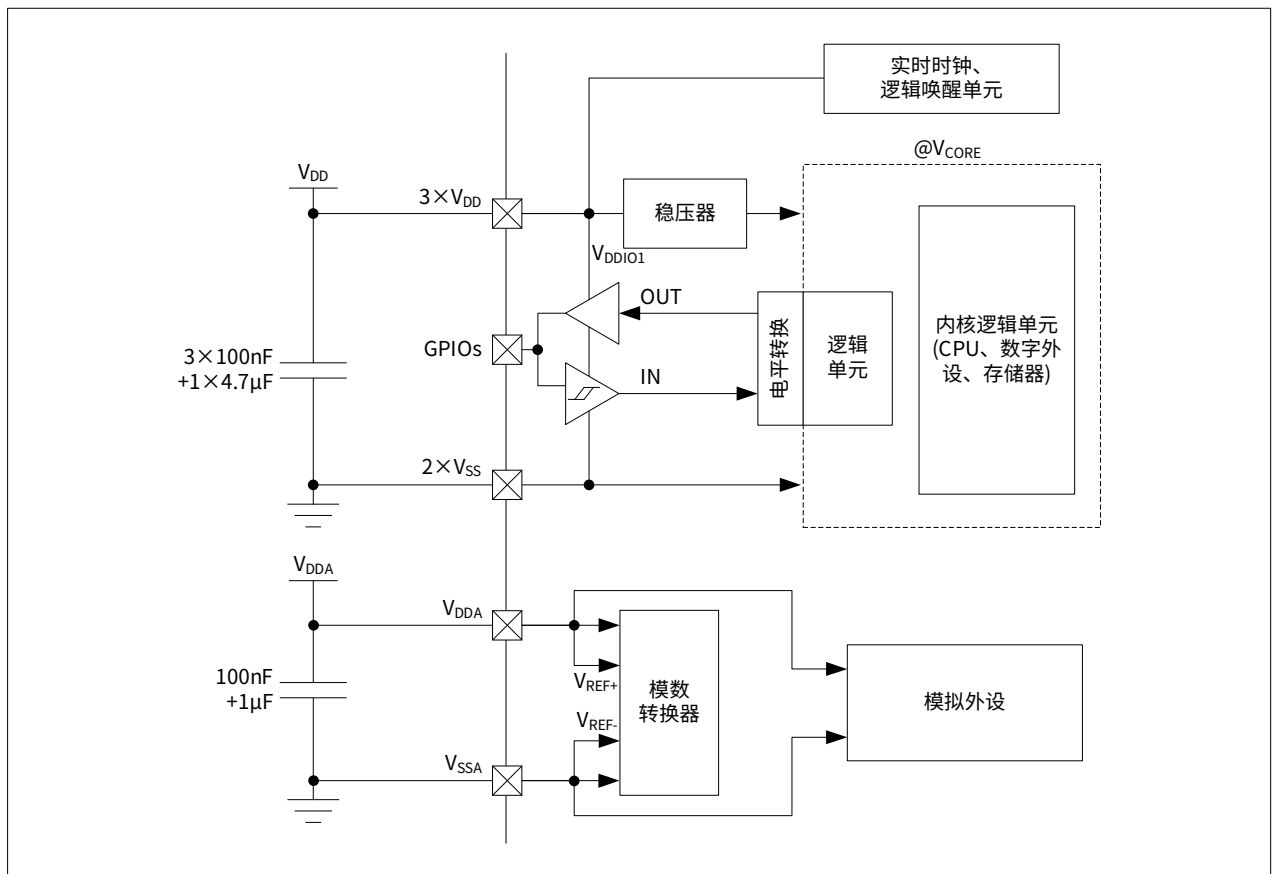 实时时钟、
逻辑唤醒单元
@VCORE
VDD
3×VDD
稳压器
VDDIO1
OUT
GPIOs
3×100nF
+1×4.7μF
IN
电平转换
逻辑
单元
内核逻辑单元
(CPU、数字外
设、存储器)
2×VSS
VDDA
VDDA
100nF
+1μF
VREF+
模数
转换器
VREF-
模拟外设
VSSA